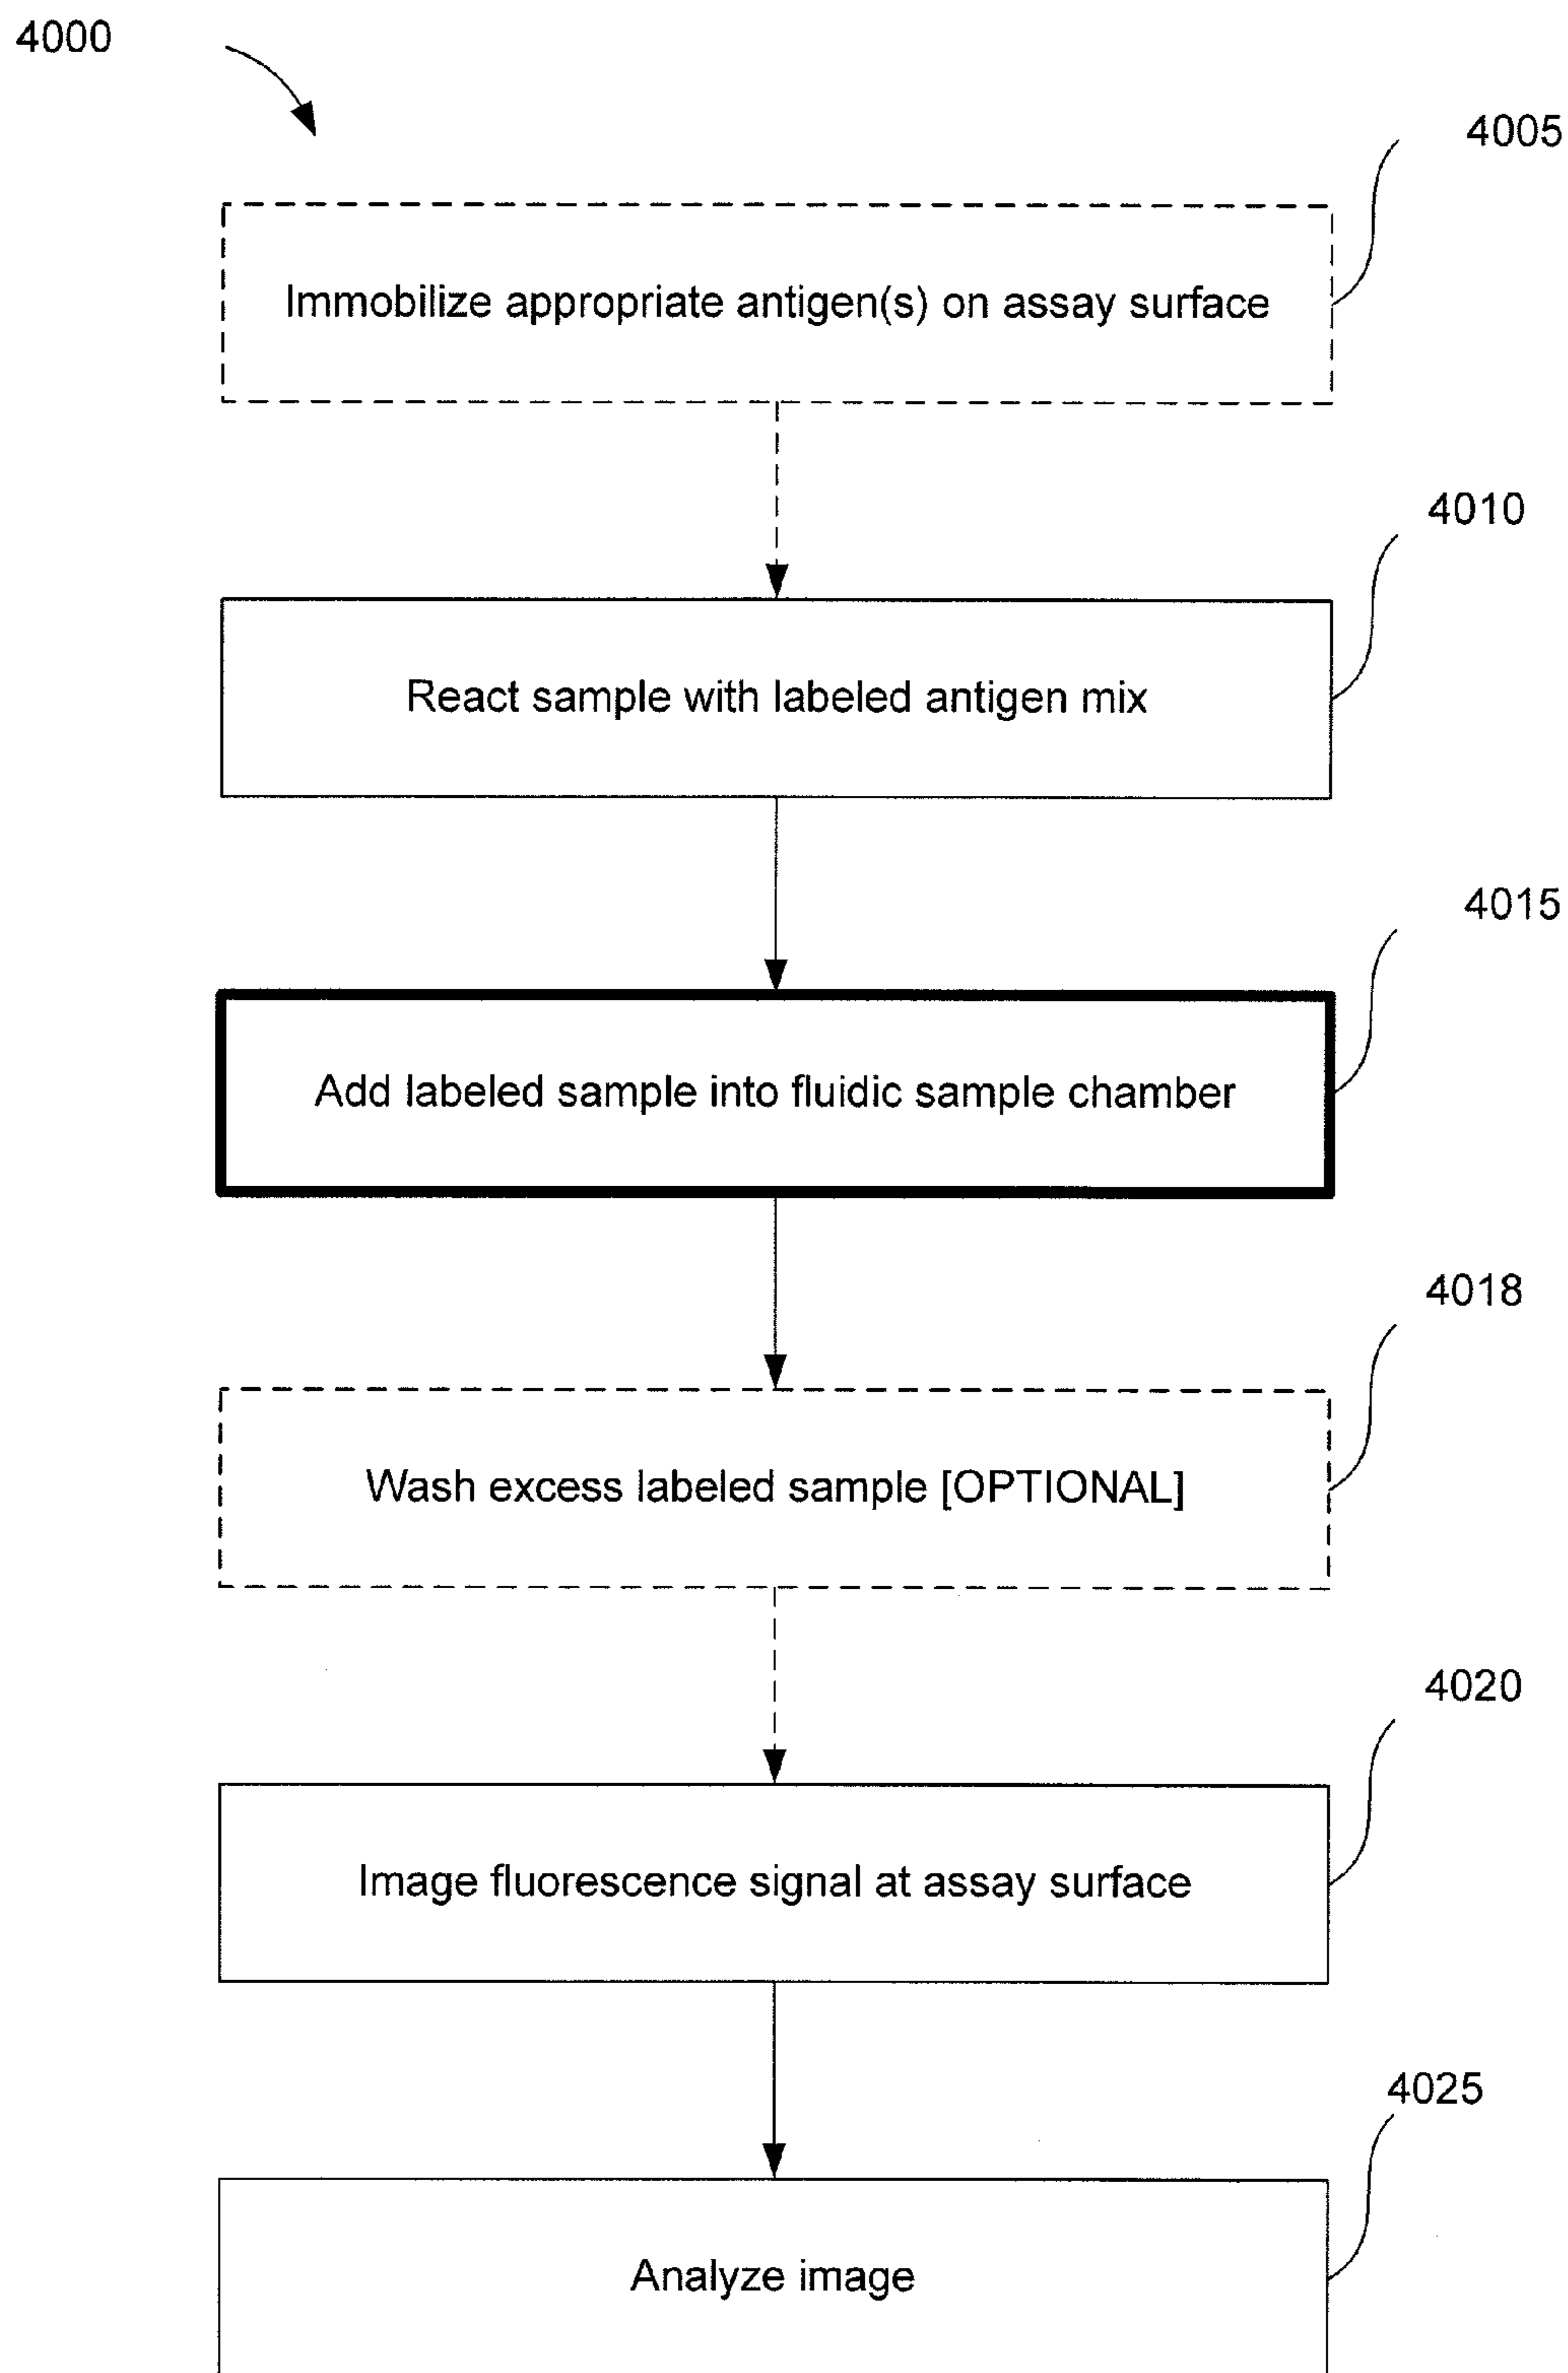 4000
4005
Immobilize appropriate antigen(s) on assay surface
4010
React sample with labeled antigen mix
4015
Add labeled sample into fluidic sample chamber
4018
Wash excess labeled sample [OPTIONAL]
4020
Image fluorescence signal at assay surface
4025
Analyze image